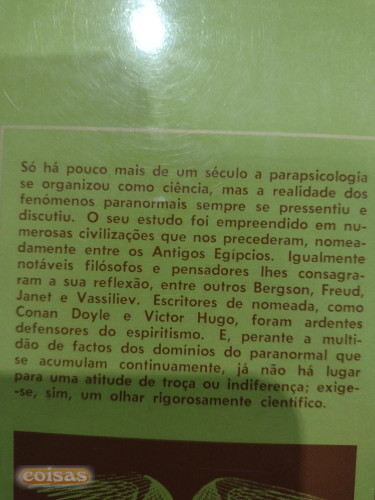 Só há pouco mais de um século a parapsicologia
se organizou como ciência, mas a realidade dos
fenómenos paranormais sempre se pressentiu e
discutiu. O seu estudo foi empreendido em nu-
merosas civilizações que nos precederam, nomea-
damente entre os Antigos Egípcios. Igualmente
notáveis filósofos e pensadores lhes consagra-
ram a sua reflexão, entre outros Bergson, Freud,
Janet e Vassiliev. Escritores de nomeada, como
Conan Doyle e Victor Hugo, foram ardentes
defensores do espiritismo. E, perante a multi-
dão de factos dos domínios do paranormal que
se acumulam continuamente, já não há lugar
para uma atitude de troça ou indiferença; exige-
-se, sim, um olhar rigorosamente científico.
coisas